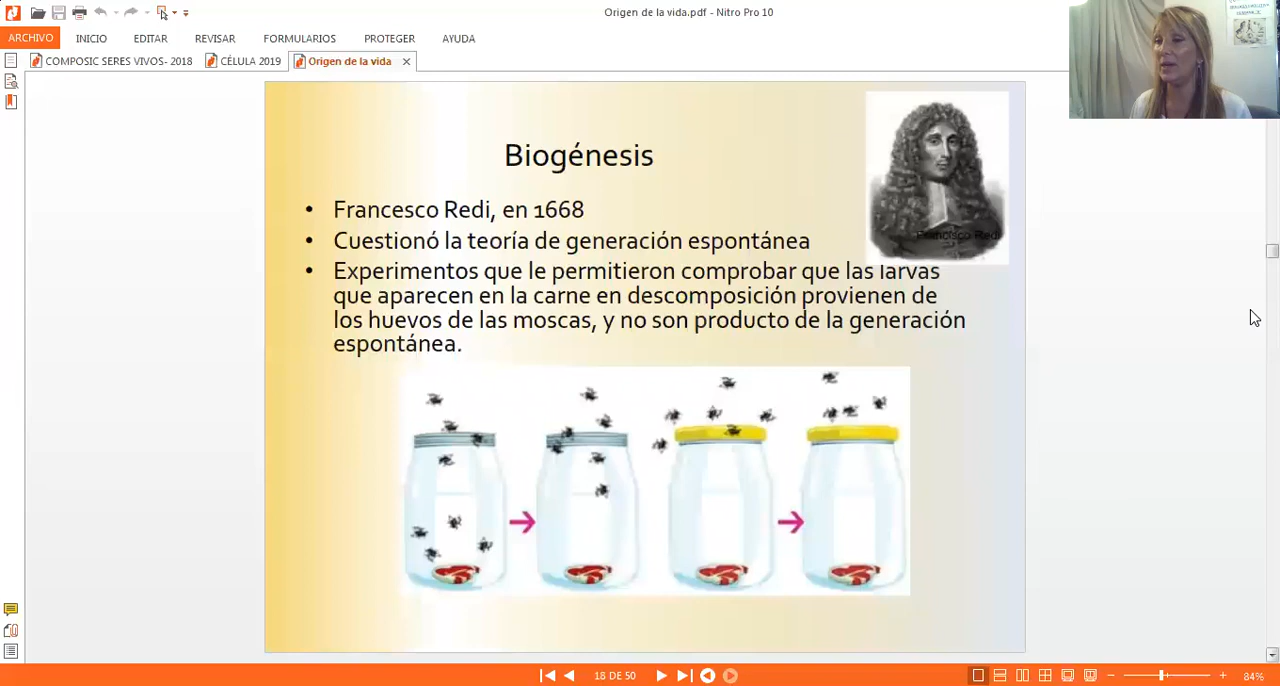 Origen de la vida.pdf - Nitro Pro 10
ARCHIVO INICIO EDITAR REVISAR FORMULARIOS PROTEGER AYUDA
COMPOSIC SERES VIVOS- 2018 CÉLULA 2019 Origen de la vida
Biogénesis
Francisco Redi
• Francesco Redi, en 1668
• Cuestionó la teoría de generación espontánea
• Experimentos que le permitieron comprobar que las larvas
que aparecen en la carne en descomposición provienen de
los huevos de las moscas, y no son producto de la generación
espontánea.
18 DE 50
84%